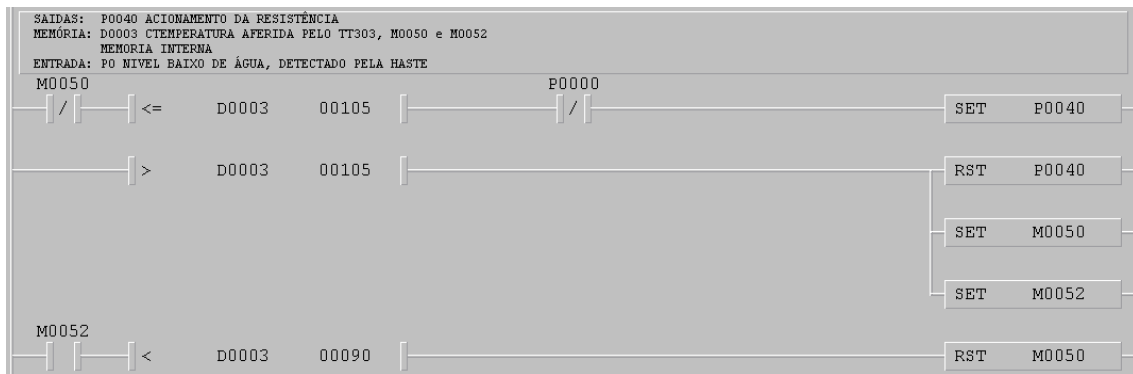 SAIDAS: P0040 ACIONAMENTO DA RESISTÊNCIA
MEMÓRIA: D0003 CTEMPERATURA AFERIDA PELO TT303, M0050 e M0052
MEMORIA INTERNA
ENTRADA: P0 NIVEL BAIXO DE ÁGUA, DETECTADO PELA HASTE
M0050 P0000
/ <= D0003 00105 / SET P0040
> D0003 00105 RST P0040
SET M0050
SET M0052
M0052
< D0003 00090 RST M0050